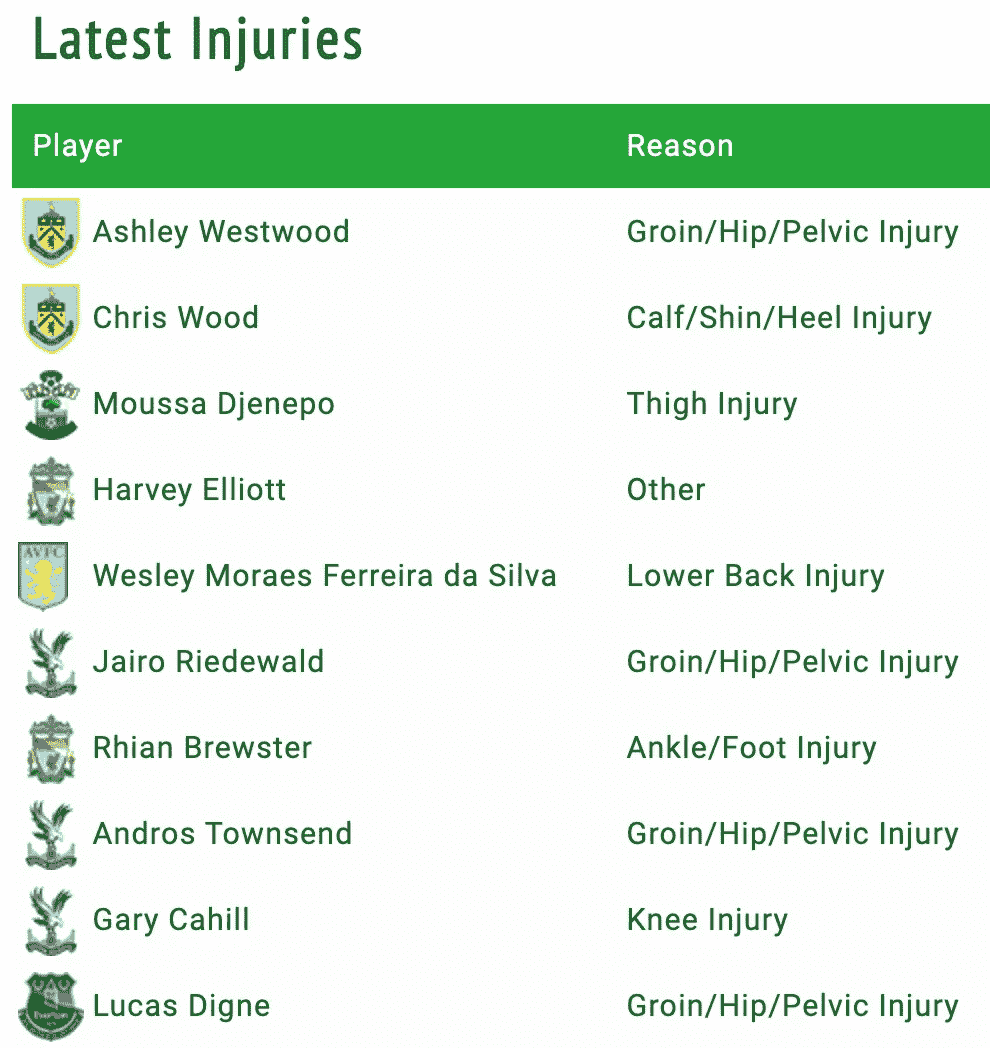 Latest Injuries
Player Reason
Ashley Westwood Groin/Hip/Pelvic Injury
Chris Wood Calf/Shin/Heel Injury
Moussa Djenepo Thigh Injury
Harvey Elliott Other
AVFC
Wesley Moraes Ferreira da Silva Lower Back Injury
Jairo Riedewald Groin/Hip/Pelvic Injury
Rhian Brewster Ankle/Foot Injury
Andros Townsend Groin/Hip/Pelvic Injury
Gary Cahill Knee Injury
Lucas Digne Groin/Hip/Pelvic Injury